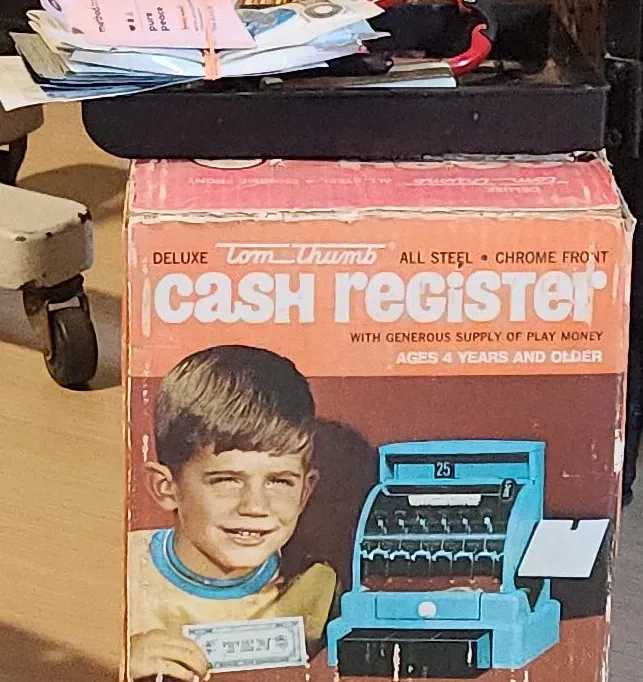 pure
peace
DELUXE Tom Thumb ® ALL STEEL • CHROME FRONT
CASH REGISTER
WITH GENEROUS SUPPLY OF PLAY MONEY
AGES 4 YEARS AND OLDER
25
TEN